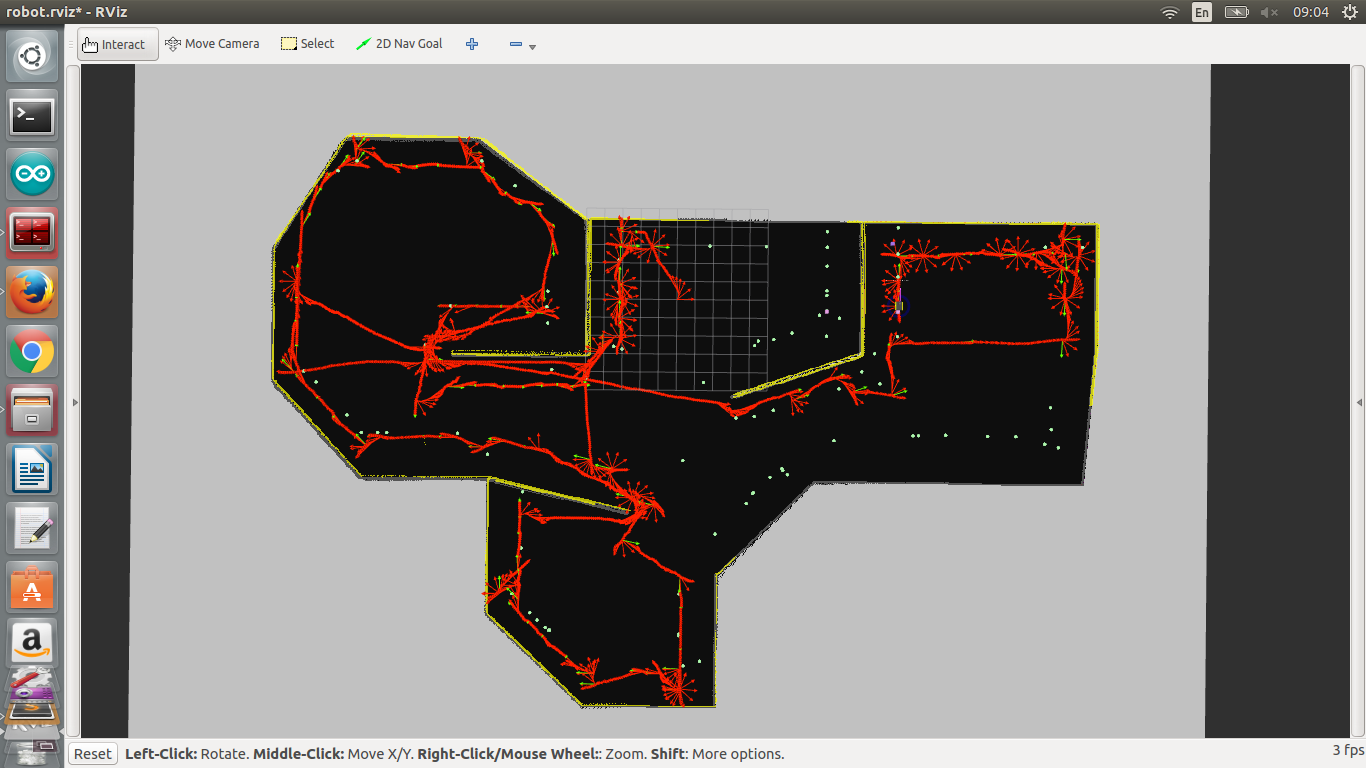 robot.rviz* - RViz
En
09:04
Interact
Move Camera
Select
2D Nav Goal
Reset
Left-Click: Rotate. Middle-Click: Move X/Y. Right-Click/Mouse Wheel:: Zoom. Shift: More options.
3 fps